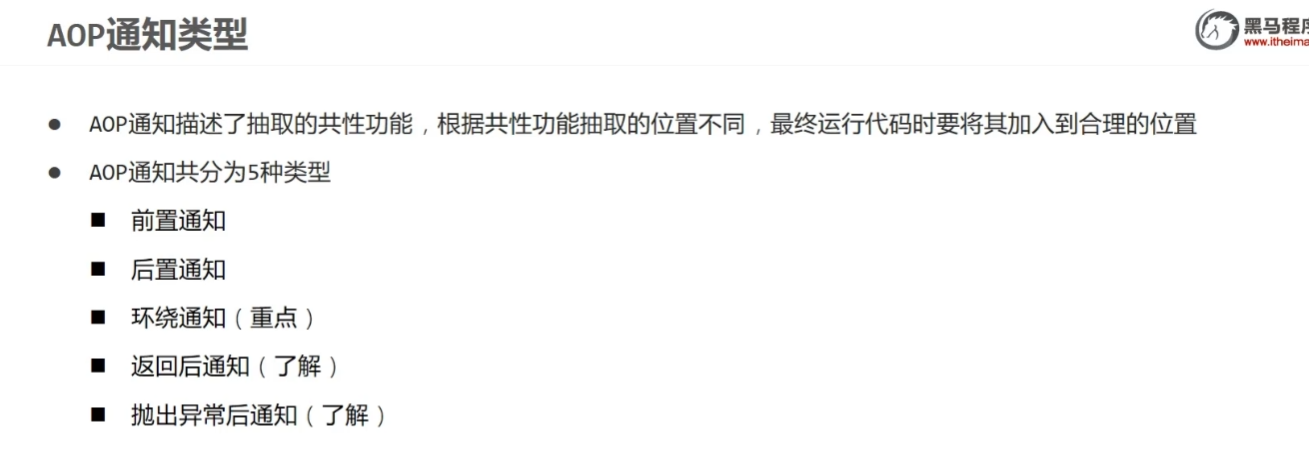 AOP通知类型
黑马程序
www.itheima
AOP通知描述了抽取的共性功能，根据共性功能抽取的位置不同，最终运行代码时要将其加入到合理的位置
AOP通知共分为5种类型
前置通知
后置通知
环绕通知（重点）
返回后通知（了解）
抛出异常后通知（了解）